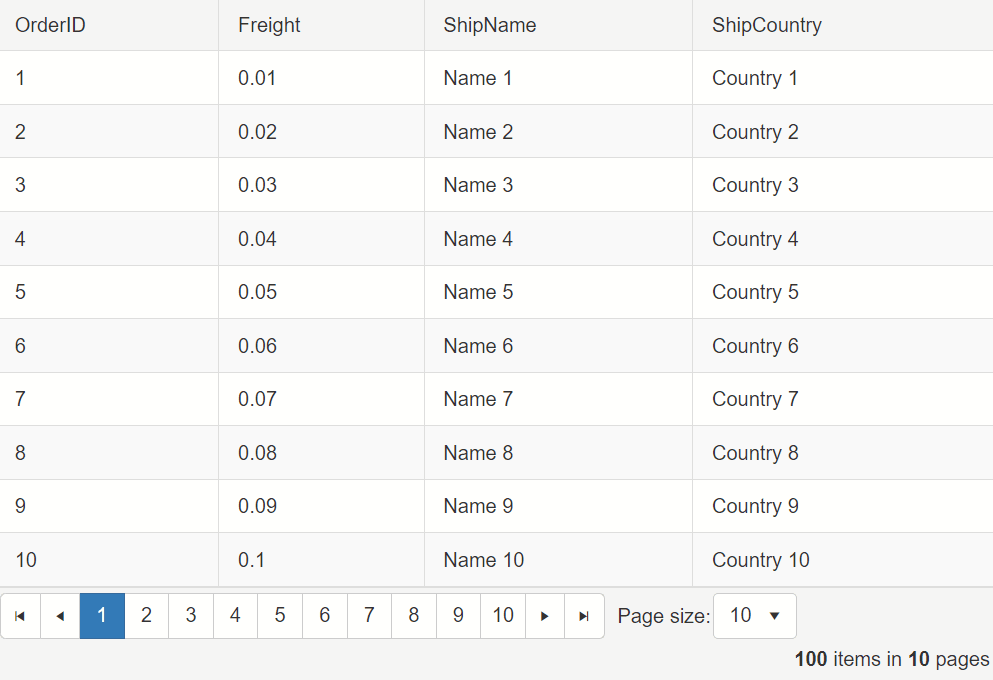 OrderID Freight ShipName ShipCountry
1 0.01 Name 1 Country 1
2 0.02 Name 2 Country 2
3 0.03 Name 3 Country 3
4 0.04 Name 4 Country 4
5 0.05 Name 5 Country 5
6 0.06 Name 6 Country 6
7 0.07 Name 7 Country 7
8 0.08 Name 8 Country 8
9 0.09 Name 9 Country 9
10 0.1 Name 10 Country 10
1 2 3 4 5 6 7 8 9 10 Page size: 10
100 items in 10 pages